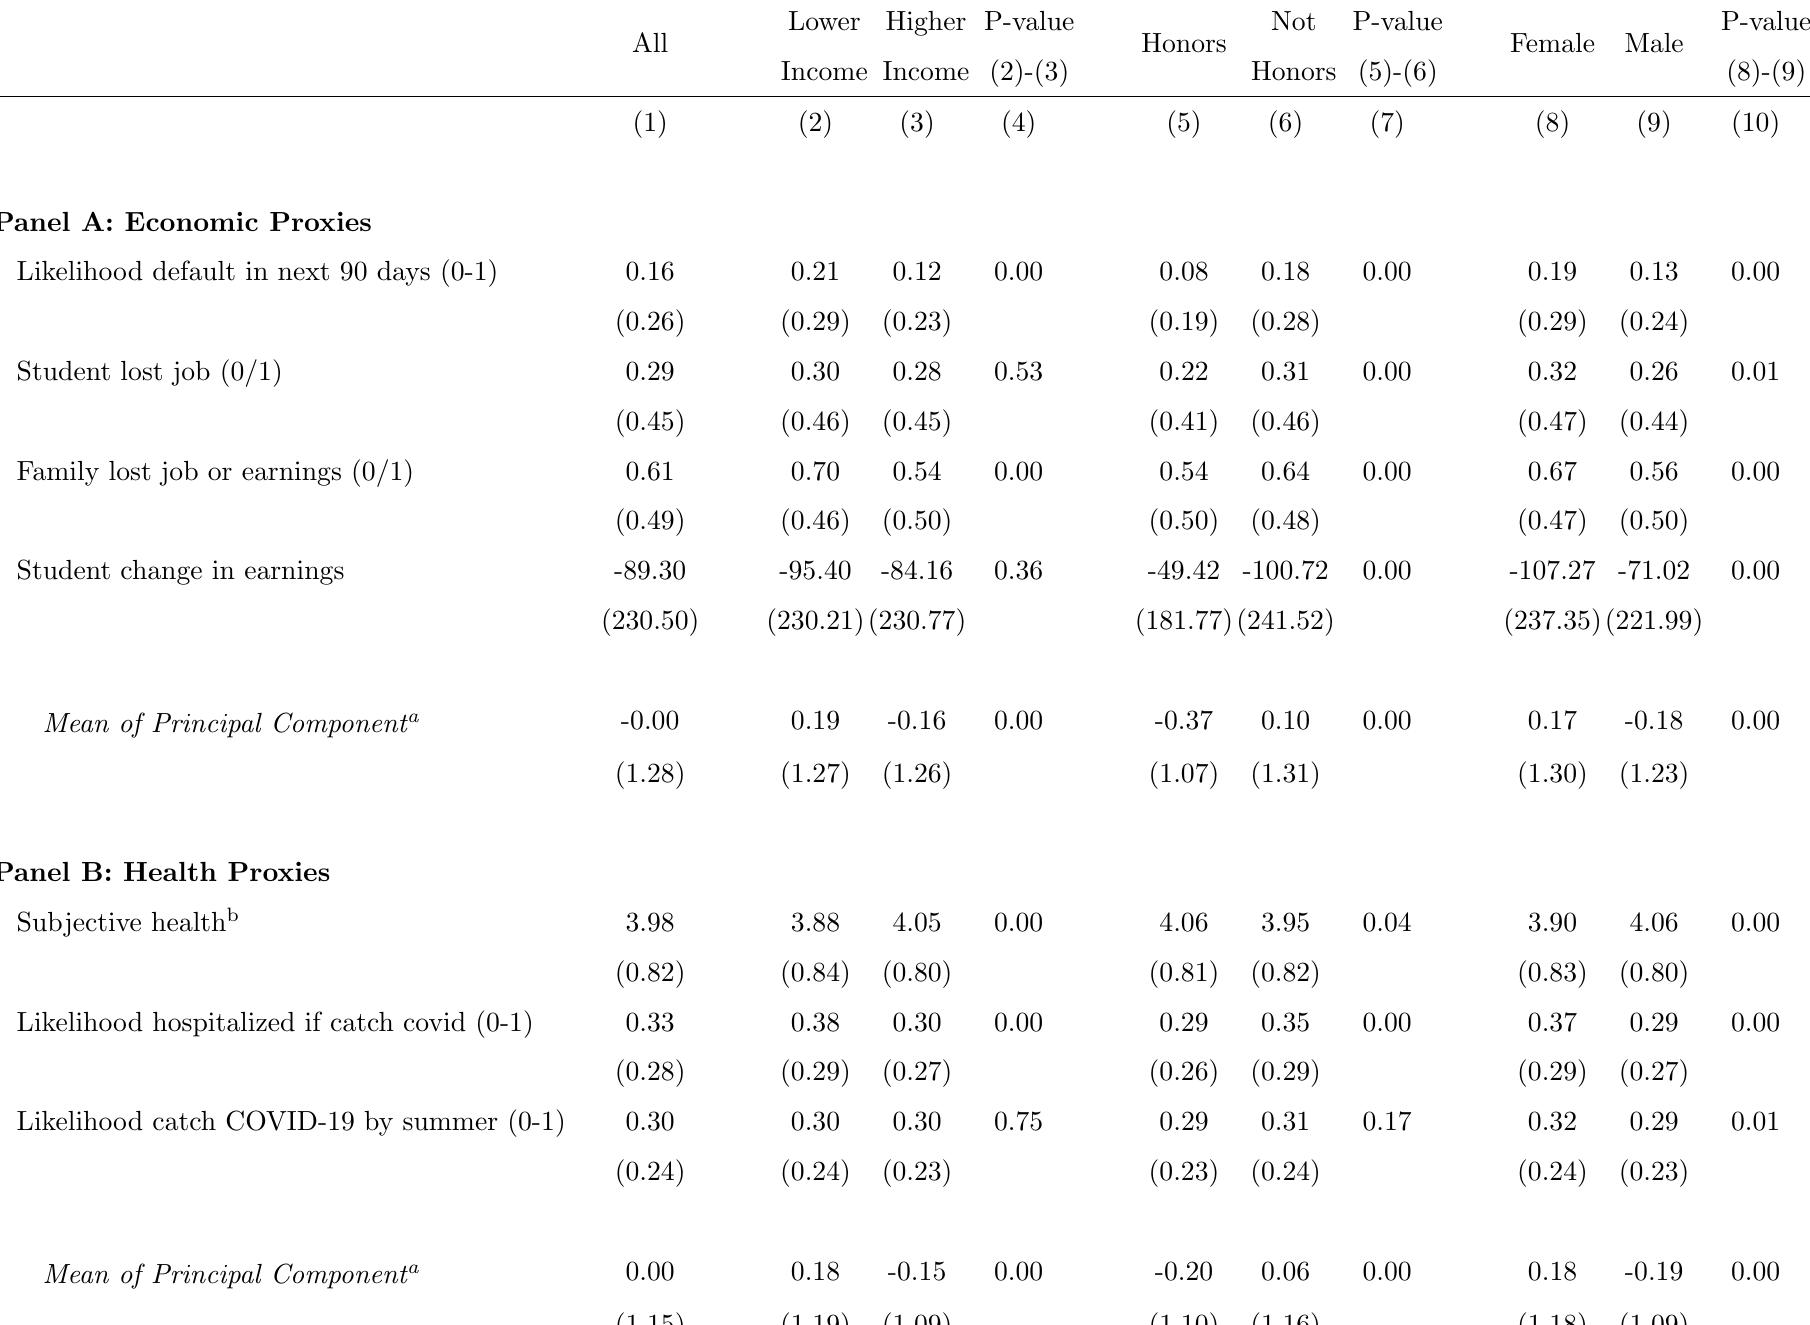 All Lower Income Higher Income P-value (2)-(3) Honors Not Honors P-value (5)-(6) Female Male P-value (8)-(9)
(1) (2) (3) (4) (5) (6) (7) (8) (9) (10)
Panel A: Economic Proxies
Likelihood default in next 90 days (0-1) 0.16 0.21 0.12 0.00 0.08 0.18 0.00 0.19 0.13 0.00
(0.26) (0.29) (0.23) (0.19) (0.28) (0.29) (0.24)
Student lost job (0/1) 0.29 0.30 0.28 0.53 0.22 0.31 0.00 0.32 0.26 0.01
(0.45) (0.46) (0.45) (0.41) (0.46) (0.47) (0.44)
Family lost job or earnings (0/1) 0.61 0.70 0.54 0.00 0.54 0.64 0.00 0.67 0.56 0.00
(0.49) (0.46) (0.50) (0.50) (0.48) (0.47) (0.50)
Student change in earnings -89.30 -95.40 -84.16 0.36 -49.42 -100.72 0.00 -107.27 -71.02 0.00
(230.50) (230.21) (230.77) (181.77) (241.52) (237.35) (221.99)
Mean of Principal Component^a -0.00 0.19 -0.16 0.00 -0.37 0.10 0.00 0.17 -0.18 0.00
(1.28) (1.27) (1.26) (1.07) (1.31) (1.30) (1.23)
Panel B: Health Proxies
Subjective health^b 3.98 3.88 4.05 0.00 4.06 3.95 0.04 3.90 4.06 0.00
(0.82) (0.84) (0.80) (0.81) (0.82) (0.83) (0.80)
Likelihood hospitalized if catch covid (0-1) 0.33 0.38 0.30 0.00 0.29 0.35 0.00 0.37 0.29 0.00
(0.28) (0.29) (0.27) (0.26) (0.29) (0.29) (0.27)
Likelihood catch COVID-19 by summer (0-1) 0.30 0.30 0.30 0.75 0.29 0.31 0.17 0.32 0.29 0.01
(0.24) (0.24) (0.23) (0.23) (0.24) (0.24) (0.23)
Mean of Principal Component^a 0.00 0.18 -0.15 0.00 -0.20 0.06 0.00 0.18 -0.19 0.00
(1.15) (1.19) (1.09) (1.10) (1.16) (1.18) (1.09)